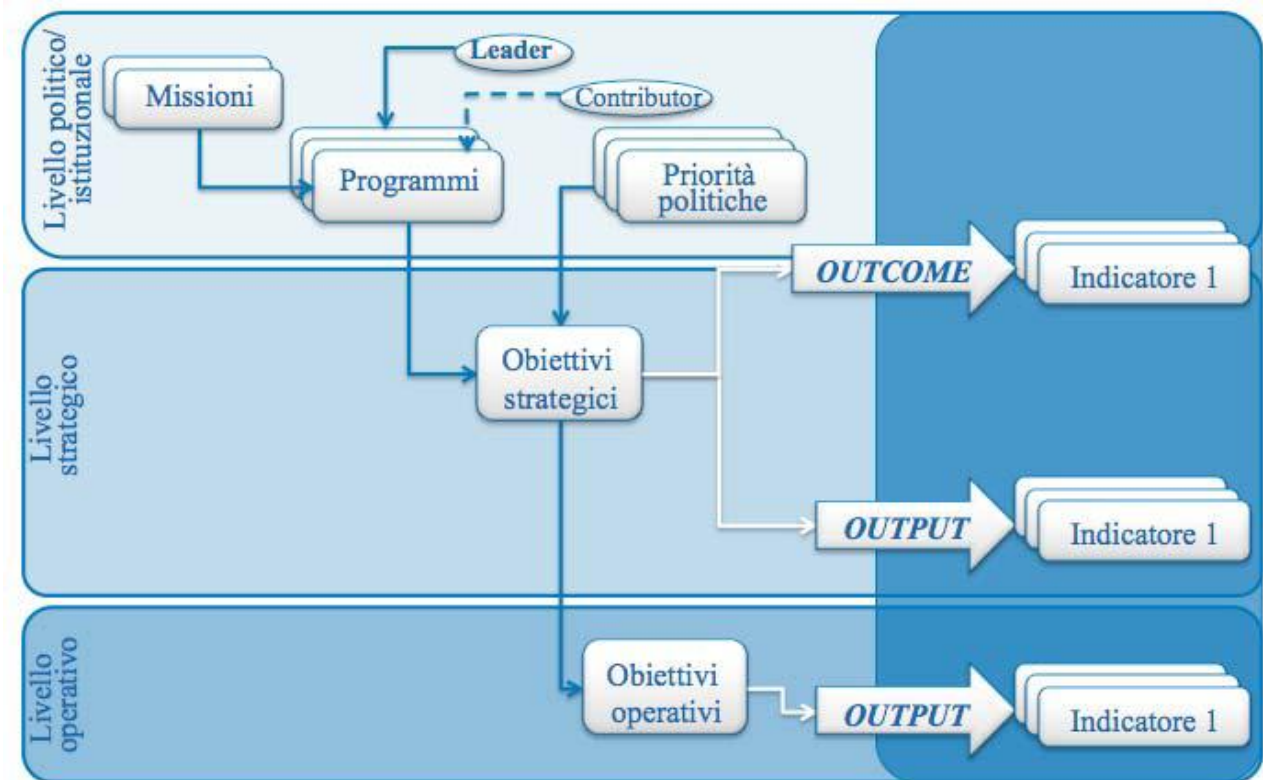 Livello politico/
istituzionale
Missioni
Leader
Contributor
Programmi
Priorità
politiche
OUTCOME
Indicatore 1
Livello
strategico
Obiettivi
strategici
OUTPUT
Indicatore 1
Livello
operativo
Obiettivi
operativi
OUTPUT
Indicatore 1